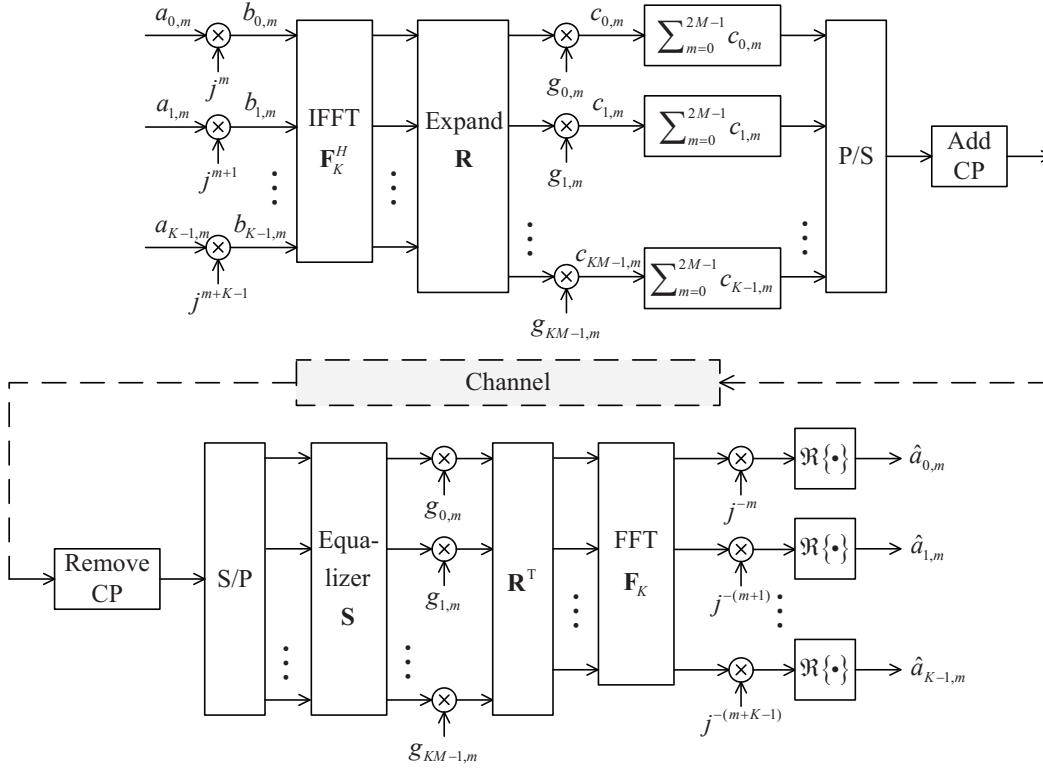 a_{0,m} b_{0,m} c_{0,m} \sum_{m=0}^{2M-1} c_{0,m}
j^{m} g_{0,m}
a_{1,m} b_{1,m} c_{1,m} \sum_{m=0}^{2M-1} c_{1,m}
j^{m+1} g_{1,m}
IFFT
F_K^H
Expand
R
P/S
Add
CP
a_{K-1,m} b_{K-1,m} c_{KM-1,m} \sum_{m=0}^{2M-1} c_{K-1,m}
j^{m+K-1} g_{KM-1,m}
Channel
Remove
CP
S/P
Equa-
lizer
S
g_{0,m}
g_{1,m}
g_{KM-1,m}
R^T
FFT
F_K
j^{-m} ℜ{•} â_{0,m}
j^{-(m+1)} ℜ{•} â_{1,m}
j^{-(m+K-1)} ℜ{•} â_{K-1,m}